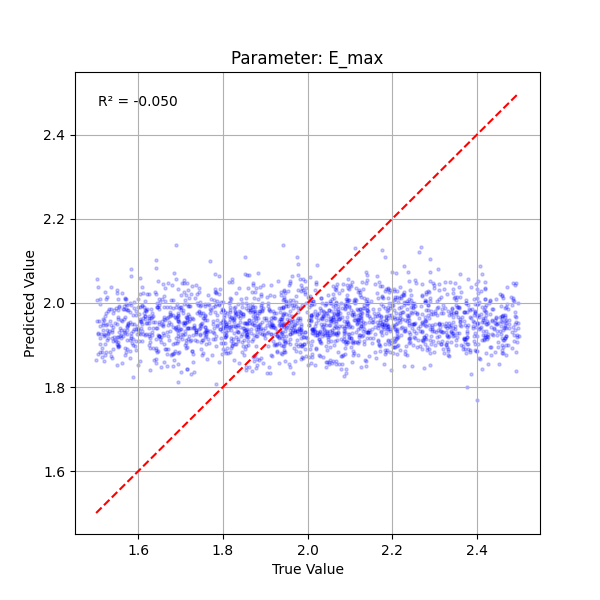 Parameter: E_max
R² = -0.050
Predicted Value
2.4
2.2
2.0
1.8
1.6
1.6 1.8 2.0 2.2 2.4
True Value